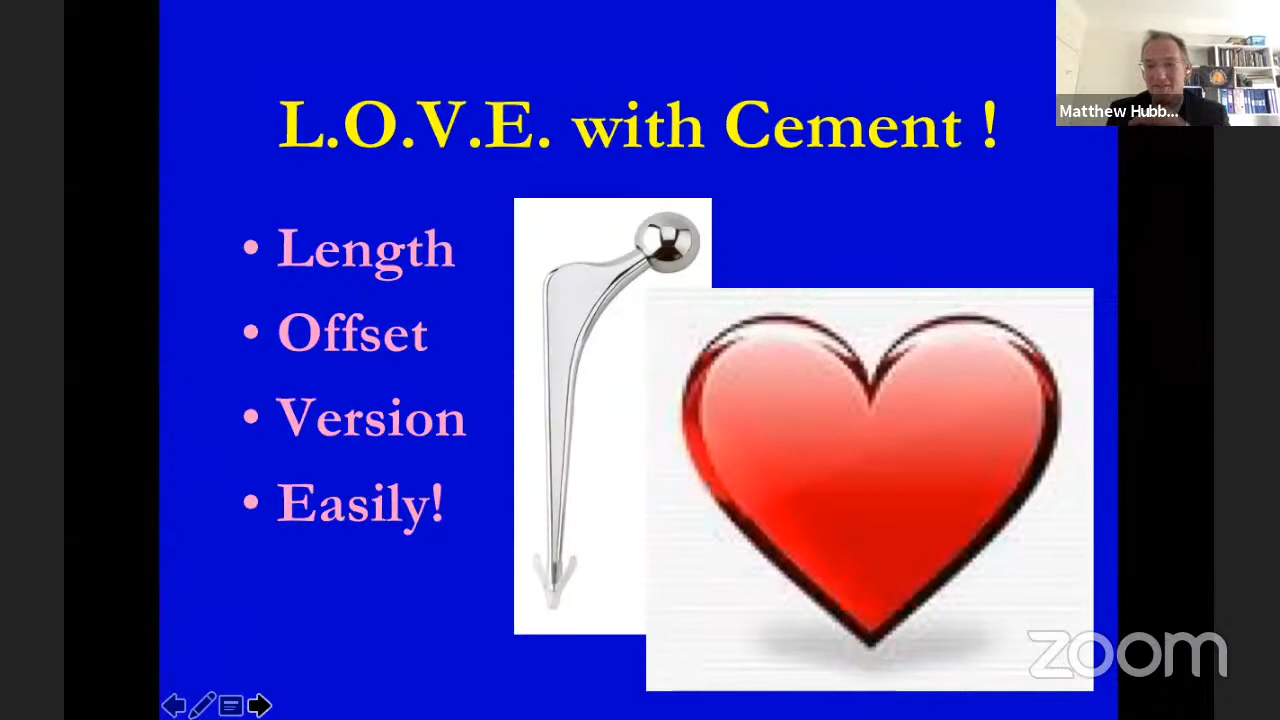 L.O.V.E. with Cement !
Matthew Hubb...
• Length
• Offset
• Version
• Easily!
zoom